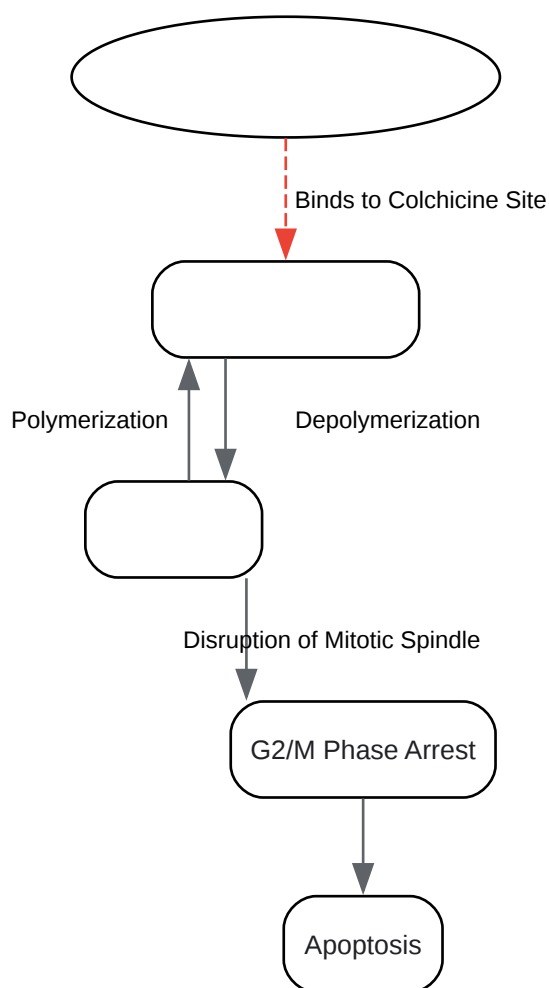 Binds to Colchicine Site
Polymerization
Depolymerization
Disruption of Mitotic Spindle
G2/M Phase Arrest
Apoptosis